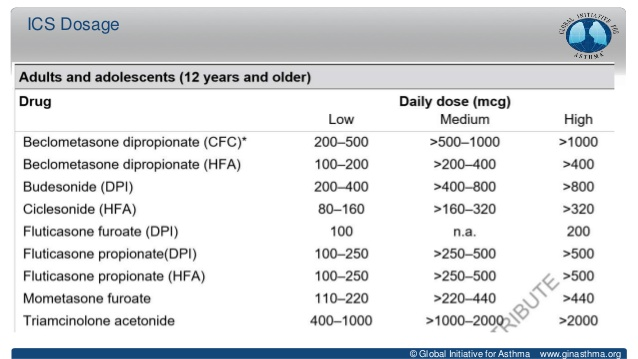 ICS Dosage
GLOBAL INITIATIVE FOR ASTHMA
Adults and adolescents (12 years and older)
Drug Daily dose (mcg)
Low Medium High
Beclometasone dipropionate (CFC)* 200–500 >500–1000 >1000
Beclometasone dipropionate (HFA) 100–200 >200–400 >400
Budesonide (DPI) 200–400 >400–800 >800
Ciclesonide (HFA) 80–160 >160–320 >320
Fluticasone furoate (DPI) 100 n.a. 200
Fluticasone propionate(DPI) 100–250 >250–500 >500
Fluticasone propionate (HFA) 100–250 >250–500 >500
Mometasone furoate 110–220 >220–440 >440
Triamcinolone acetonide 400–1000 >1000–2000 >2000
RIBUTE
© Global Initiative for Asthma www.ginasthma.org